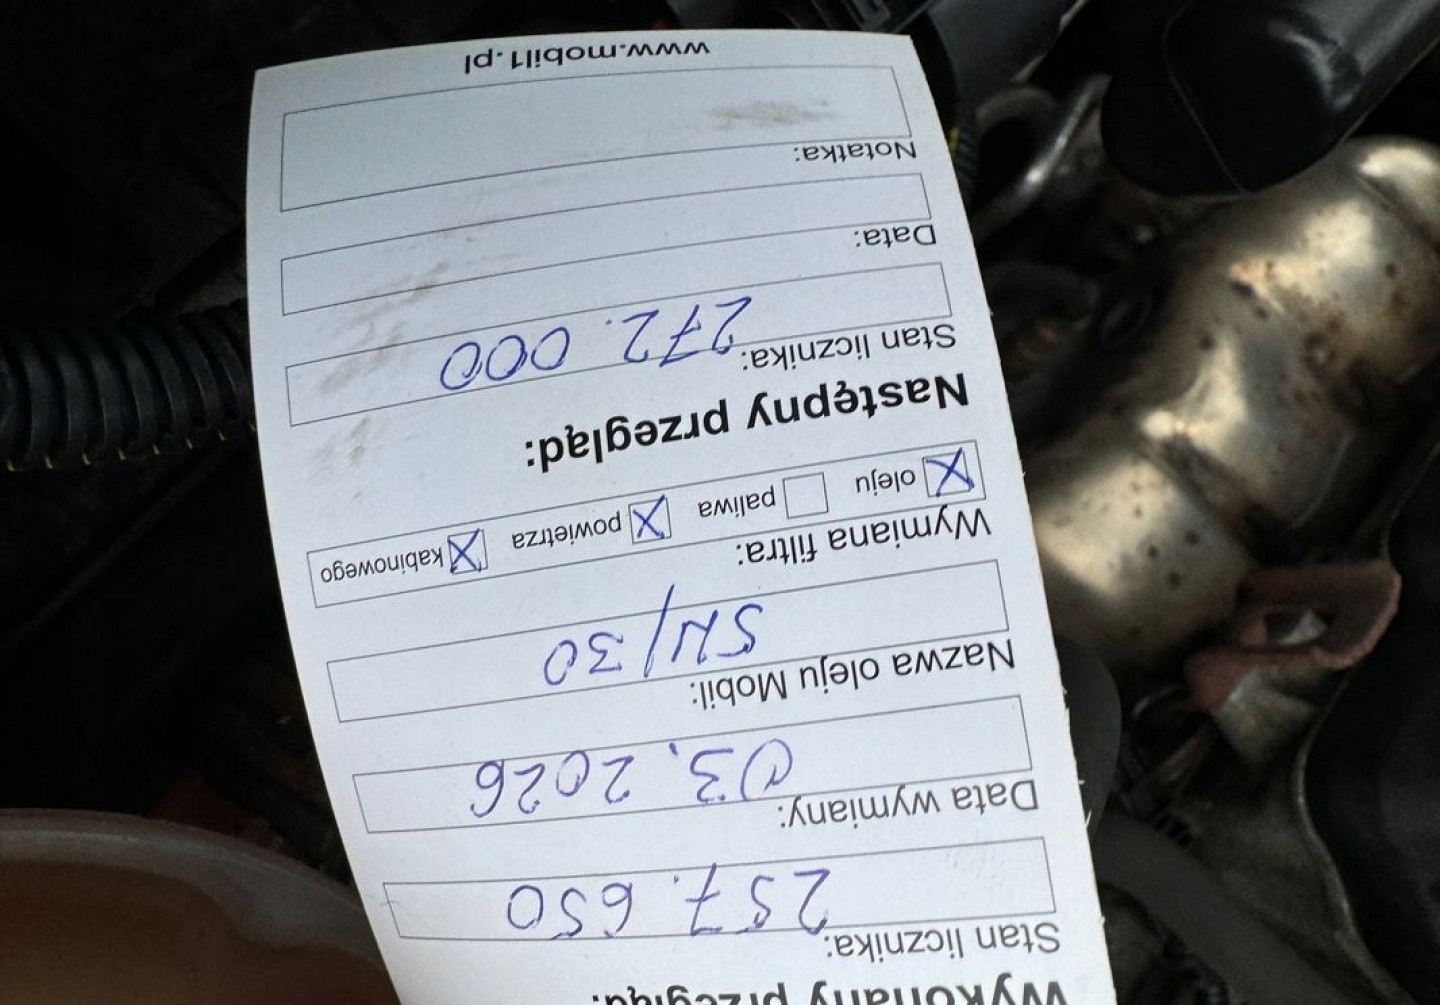 Wykonany przegląd:
Stan licznika:
257.650
Data wymiany:
03.2026
Nazwa oleju Mobil:
5W/30
Wymiana filtra:
oleju paliwa powietrza kabinowego
Następny przegląd:
Stan licznika:
272.000
Data:
Notatka:
www.mobil1.pl